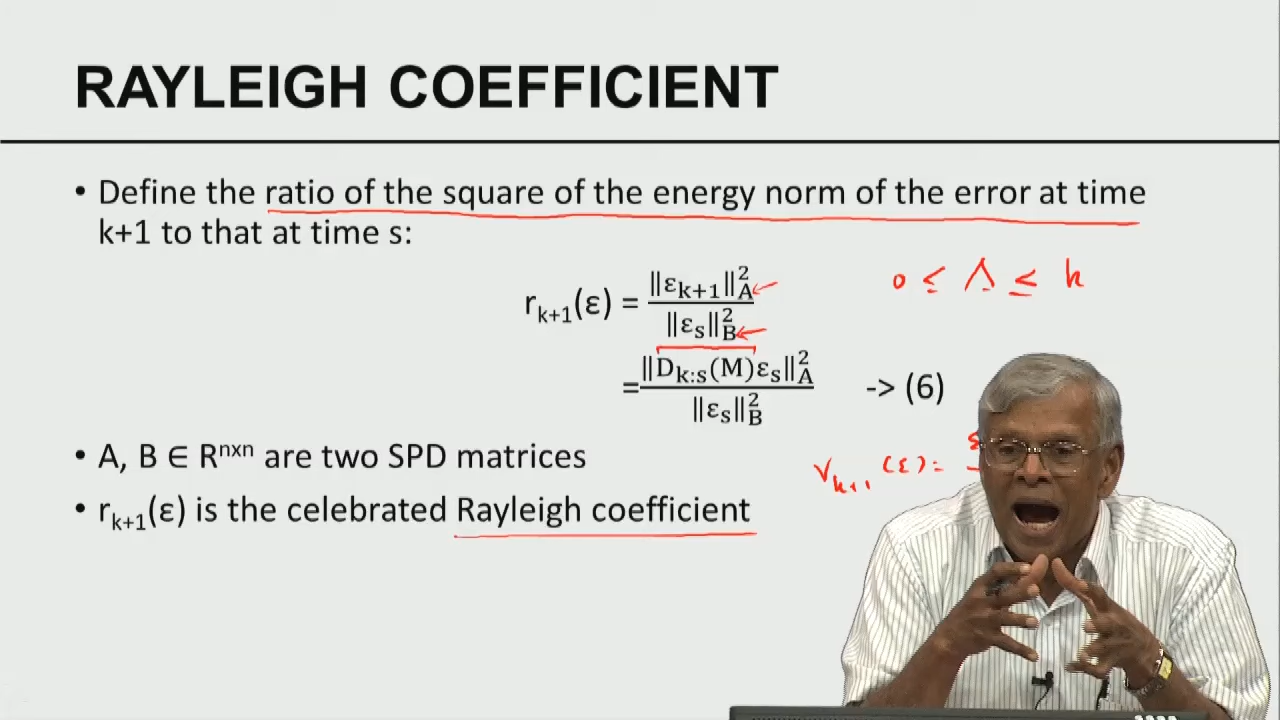 RAYLEIGH COEFFICIENT
• Define the ratio of the square of the energy norm of the error at time
k+1 to that at time s:
0 ≤ s ≤ k
r_{k+1}(ε) = ‖ε_{k+1}‖²_A / ‖ε_s‖²_B
= ‖D_{k:s}(M)ε_s‖²_A / ‖ε_s‖²_B -> (6)
• A, B ∈ R^{nxn} are two SPD matrices
r_{k+1}(ε) =
• r_{k+1}(ε) is the celebrated Rayleigh coefficient